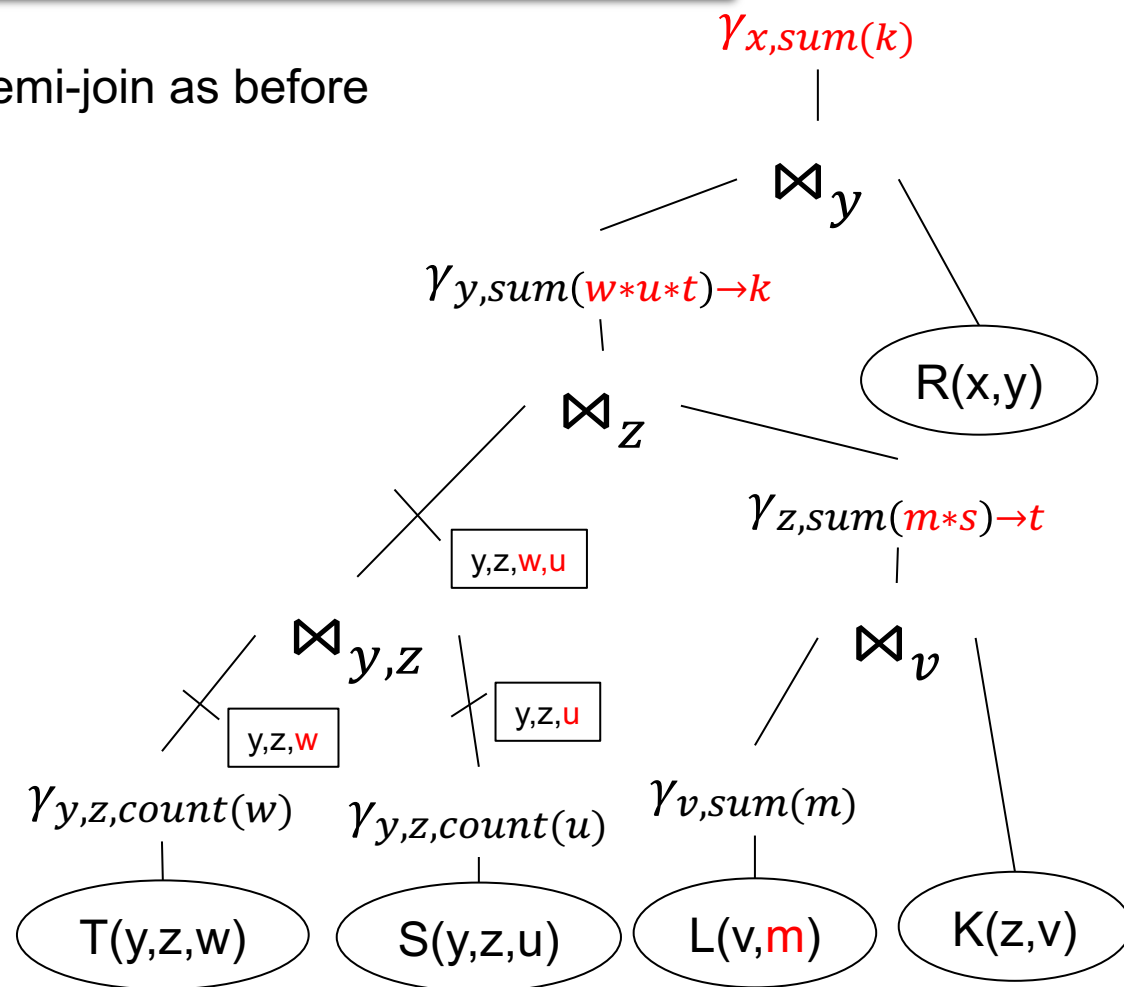 γx,sum(k)
emi-join as before
⋈y
γy,sum(w*u*t)→k
R(x,y)
⋈z
γz,sum(m*s)→t
y,z,w,u
⋈y,z
⋈v
y,z,u
y,z,w
γy,z,count(w)
γy,z,count(u)
γv,sum(m)
T(y,z,w)
S(y,z,u)
L(v,m)
K(z,v)